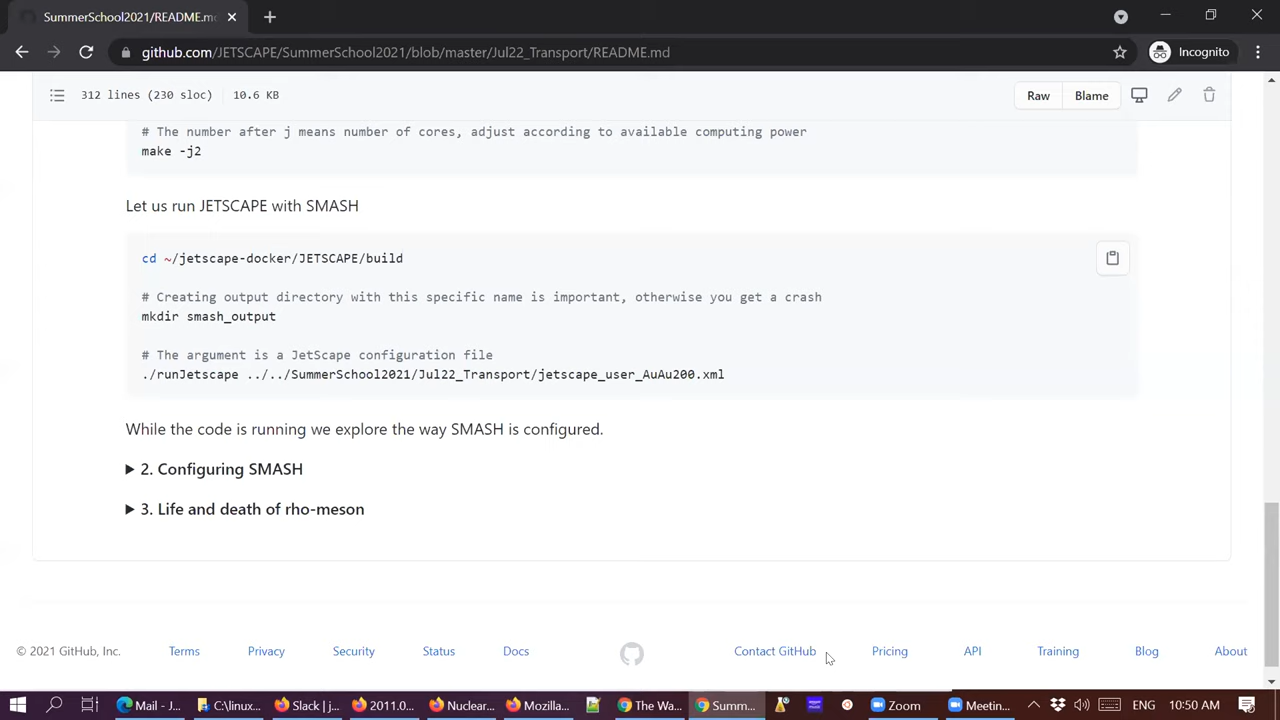 SummerSchool2021/README.md
github.com/JETSCAPE/SummerSchool2021/blob/master/Jul22_Transport/README.md
Incognito
312 lines (230 sloc) 10.6 KB
Raw Blame
# The number after j means number of cores, adjust according to available computing power
make -j2
Let us run JETSCAPE with SMASH
cd ~/jetscape-docker/JETSCAPE/build
# Creating output directory with this specific name is important, otherwise you get a crash
mkdir smash_output
# The argument is a JetScape configuration file
./runJetscape ../../SummerSchool2021/Jul22_Transport/jetscape_user_AuAu200.xml
While the code is running we explore the way SMASH is configured.
2. Configuring SMASH
3. Life and death of rho-meson
© 2021 GitHub, Inc. Terms Privacy Security Status Docs Contact GitHub Pricing API Training Blog About
Mail - J... C:\linux... Slack | j... 2011.0... Nuclear... Mozilla... The Wa... Summ... Zoom Meetin... ENG 10:50 AM